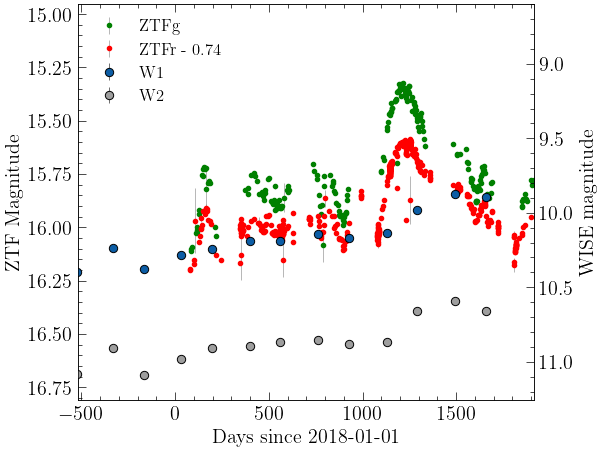 ZTFg
ZTFr - 0.74
W1
W2
15.00
15.25
15.50
15.75
16.00
16.25
16.50
16.75
ZTF Magnitude
9.0
9.5
10.0
10.5
11.0
WISE magnitude
−500
0
500
1000
1500
Days since 2018-01-01